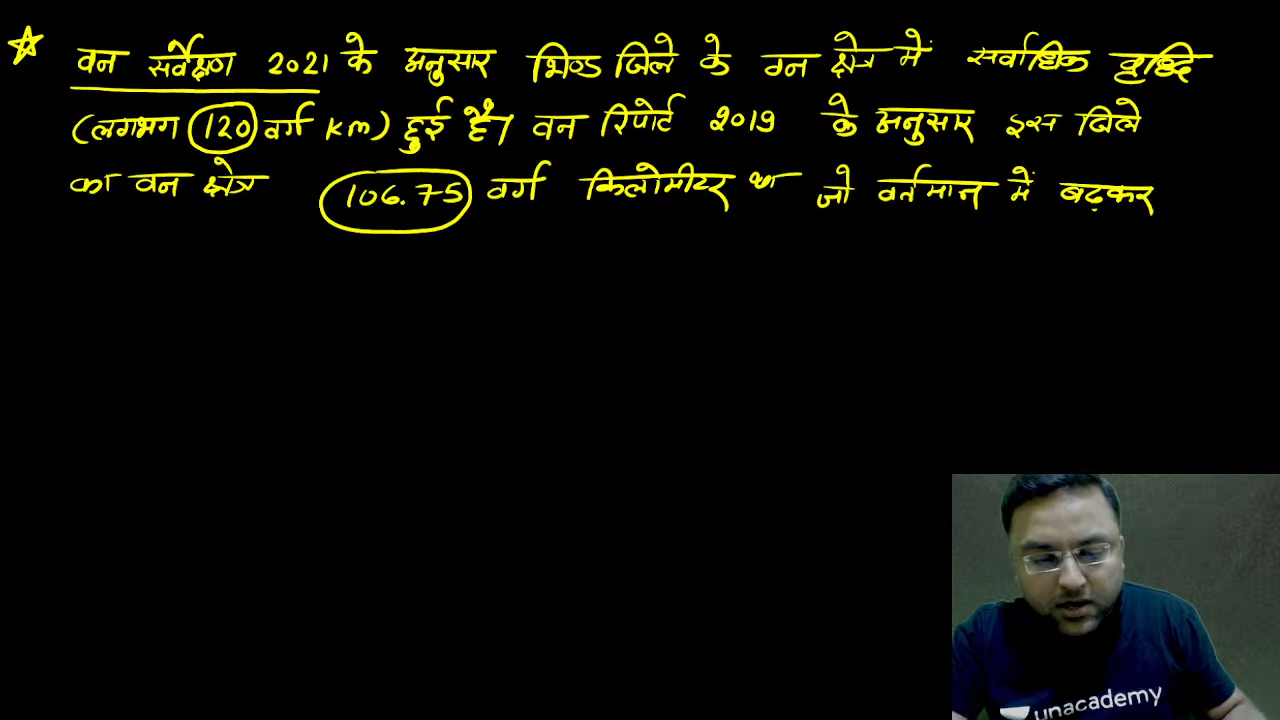 वन सर्वेक्षण 2021 के अनुसार भिण्ड जिले के वन क्षेत्र में सर्वाधिक वृद्धि
(लगभग 120 वर्ग km) हुई है। वन रिपोर्ट 2019 के अनुसार इस जिले
का वन क्षेत्र 106.75 वर्ग किलोमीटर था जो वर्तमान में बढ़कर
unacademy